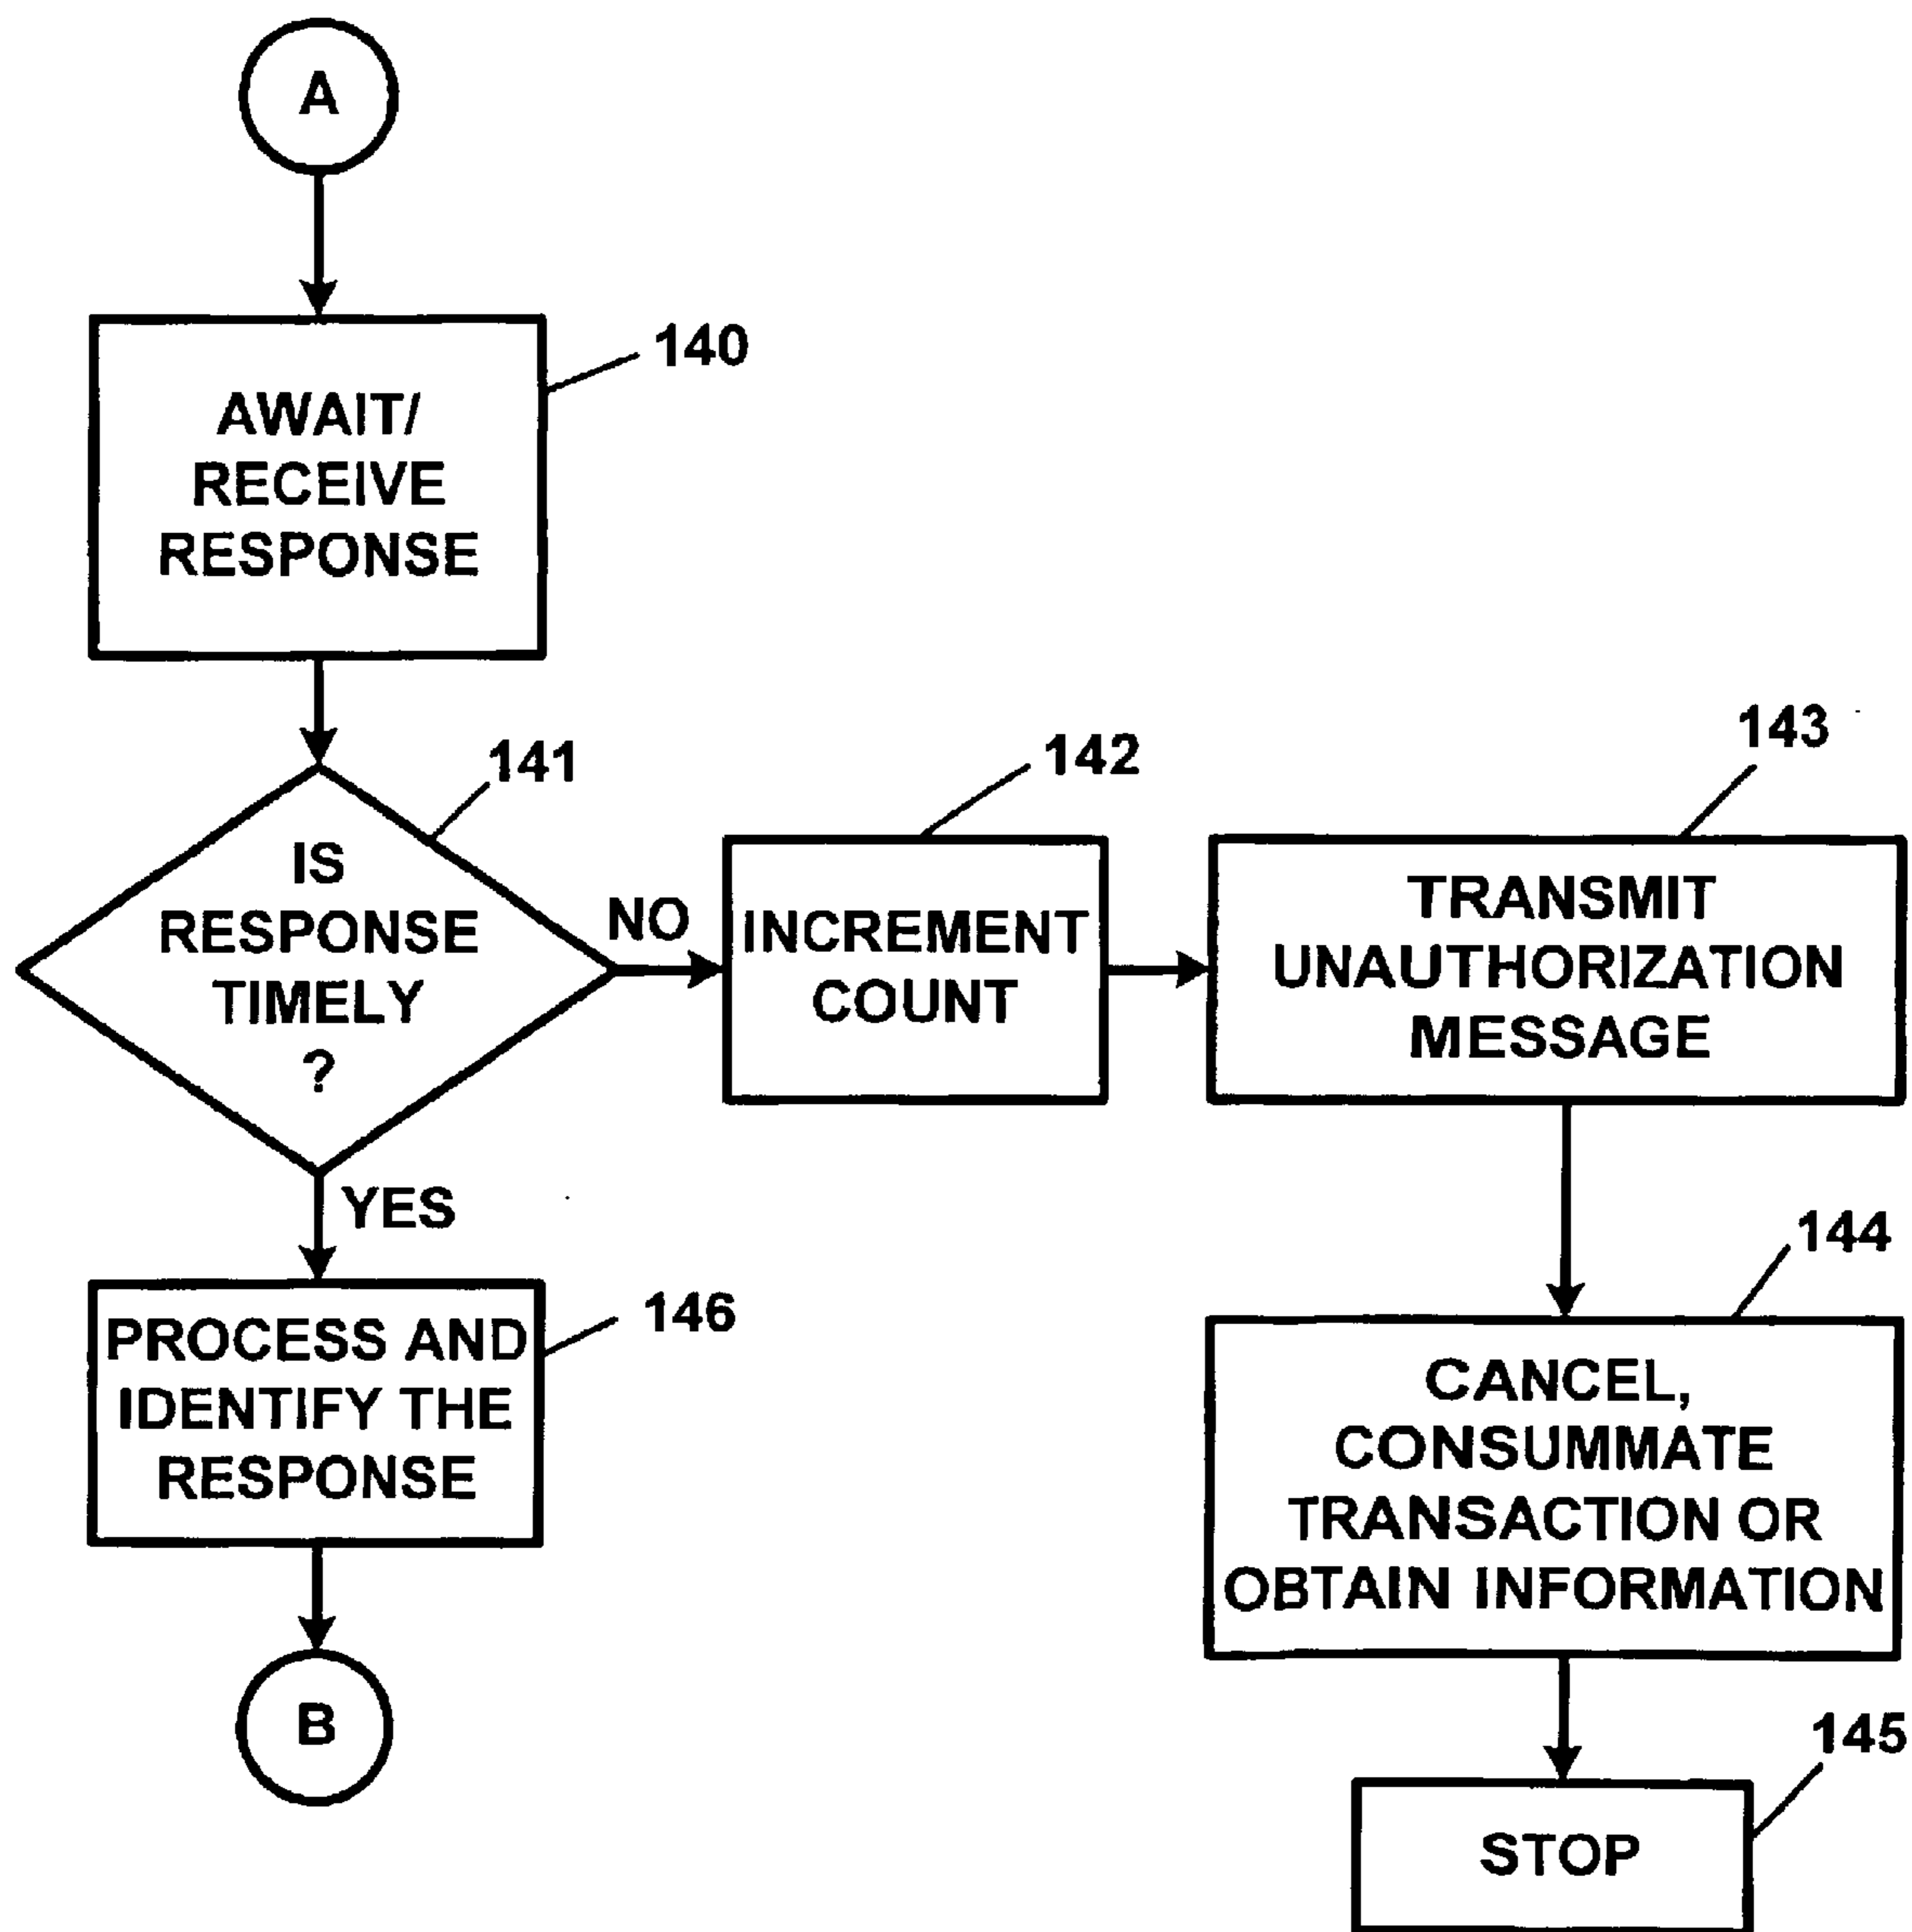 A
140
AWAIT/
RECEIVE
RESPONSE
141
IS
RESPONSE
TIMELY
?
NO
142
INCREMENT
COUNT
143
TRANSMIT
UNAUTHORIZATION
MESSAGE
YES
146
PROCESS AND
IDENTIFY THE
RESPONSE
B
144
CANCEL,
CONSUMMATE
TRANSACTION OR
OBTAIN INFORMATION
145
STOP